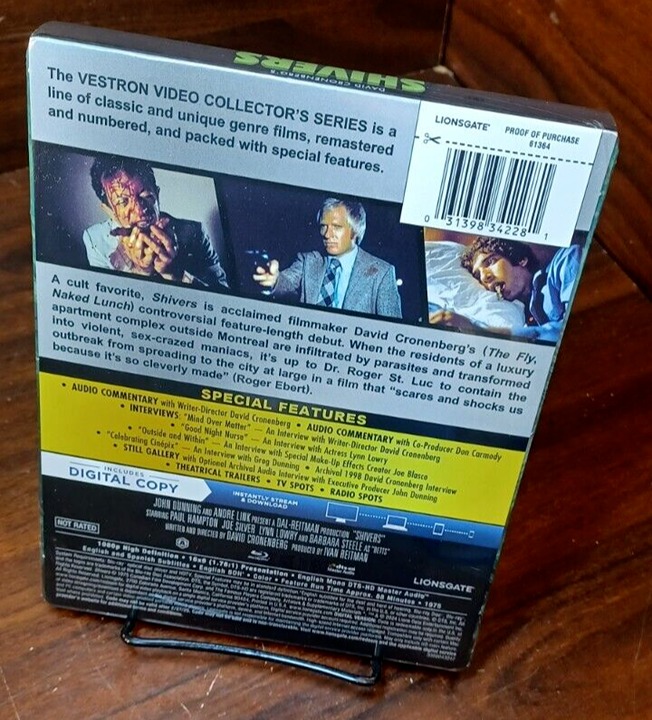 DAVID CRONENBERG'S
SHIVERS
The VESTRON VIDEO COLLECTOR'S SERIES is a
line of classic and unique genre films, remastered
and numbered, and packed with special features.
LIONSGATE
PROOF OF PURCHASE
61364
0 31398 34228 1
A cult favorite, Shivers is acclaimed filmmaker David Cronenberg's (The Fly,
Naked Lunch) controversial feature-length debut. When the residents of a luxury
apartment complex outside Montreal are infiltrated by parasites and transformed
into violent, sex-crazed maniacs, it's up to Dr. Roger St. Luc to contain the
outbreak from spreading to the city at large in a film that "scares and shocks us
because it's so cleverly made" (Roger Ebert).
SPECIAL FEATURES
• AUDIO COMMENTARY with Writer-Director David Cronenberg • AUDIO COMMENTARY with Co-Producer Don Carmody
• INTERVIEWS: "Mind Over Matter" — An Interview with Writer-Director David Cronenberg
• "Good Night Nurse" — An Interview with Actress Lynn Lowry
• "Outside and Within" — An Interview with Special Make-Up Effects Creator Joe Blasco
• "Celebrating Cinépix" — An Interview with Greg Dunning • Archival 1998 David Cronenberg Interview
• STILL GALLERY with Optional Archival Audio Interview with Executive Producer John Dunning
• THEATRICAL TRAILERS • TV SPOTS • RADIO SPOTS
INCLUDES
DIGITAL COPY
INSTANTLY STREAM
& DOWNLOAD
JOHN DUNNING AND ANDRE LINK PRESENT A DAL-REITMAN PRODUCTION "SHIVERS"
STARRING PAUL HAMPTON JOE SILVER LYNN LOWRY AND BARBARA STEELE AS "BETTS"
WRITTEN AND DIRECTED BY DAVID CRONENBERG PRODUCED BY IVAN REITMAN
NOT RATED
1080p High Definition • 16x9 (1.78:1) Presentation • English Mono DTS-HD Master Audio™
English and Spanish Subtitles • English SDH • Color • Feature Run Time Approx. 88 Minutes • 1975
LIONSGATE